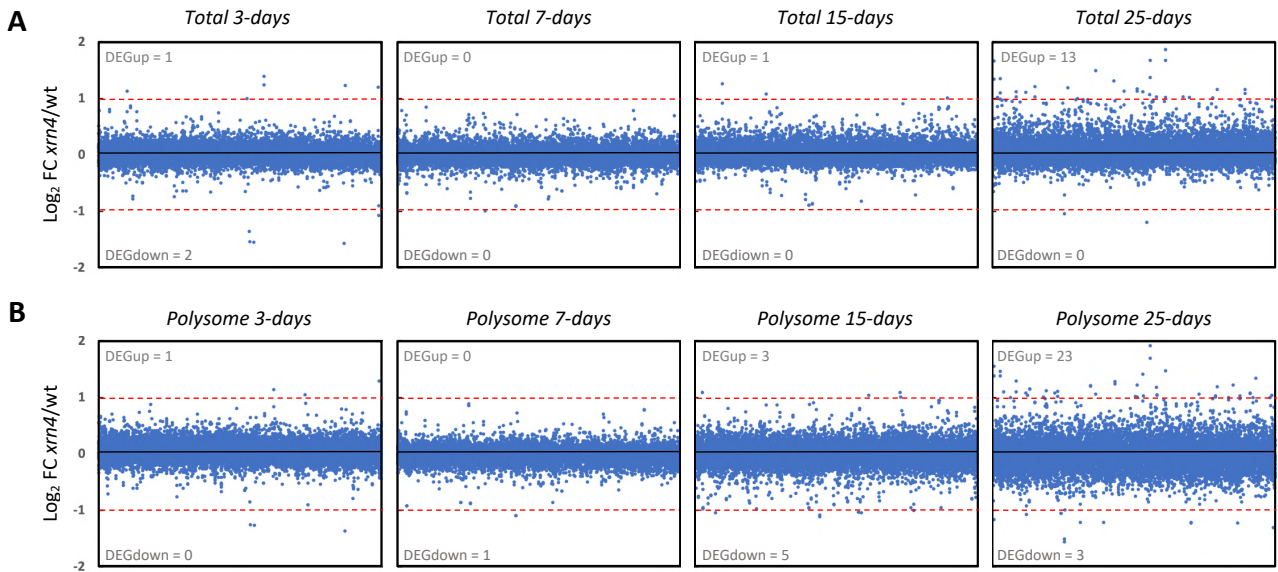 A
Total 3-days
Total 7-days
Total 15-days
Total 25-days
Log2 FC xrn4/wt
2
1
0
-1
-2
DEGup = 1
DEGdown = 2
DEGup = 0
DEGdown = 0
DEGup = 1
DEGdiown = 0
DEGup = 13
DEGdown = 0
B
Polysome 3-days
Polysome 7-days
Polysome 15-days
Polysome 25-days
Log2 FC xrn4/wt
2
1
0
-1
-2
DEGup = 1
DEGdown = 0
DEGup = 0
DEGdown = 1
DEGup = 3
DEGdown = 5
DEGup = 23
DEGdown = 3